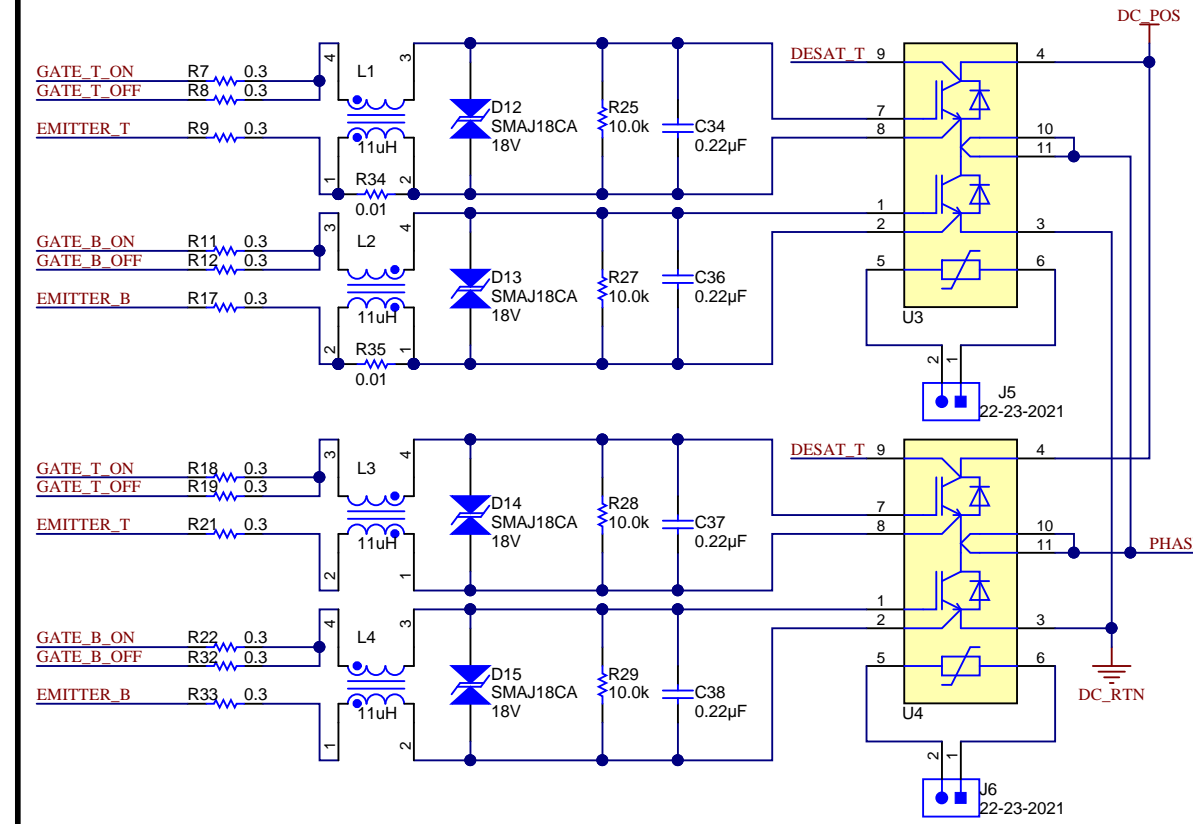 DC_POS
DESAT_T 9 4
4 3
L1
GATE_T_ON R7 0.3
GATE_T_OFF R8 0.3
D12
SMAJ18CA
18V
R25
10.0k
C34
0.22µF
7
8
10
11
EMITTER_T R9 0.3
11uH
1 2
R34
0.01
3 4
L2
1
2
3
GATE_B_ON R11 0.3
GATE_B_OFF R12 0.3
D13
SMAJ18CA
18V
R27
10.0k
C36
0.22µF
5 6
EMITTER_B R17 0.3
11uH
U3
2 1
R35
0.01
2 1
J5
22-23-2021
DESAT_T 9 4
3 4
L3
GATE_T_ON R18 0.3
GATE_T_OFF R19 0.3
D14
SMAJ18CA
18V
R28
10.0k
C37
0.22µF
7
8
10
11
PHAS
EMITTER_T R21 0.3
11uH
2 1
4 3
L4
1
2
3
GATE_B_ON R22 0.3
GATE_B_OFF R32 0.3
D15
SMAJ18CA
18V
R29
10.0k
C38
0.22µF
5 6
DC_RTN
EMITTER_B R33 0.3
11uH
U4
1 2
2 1
J6
22-23-2021